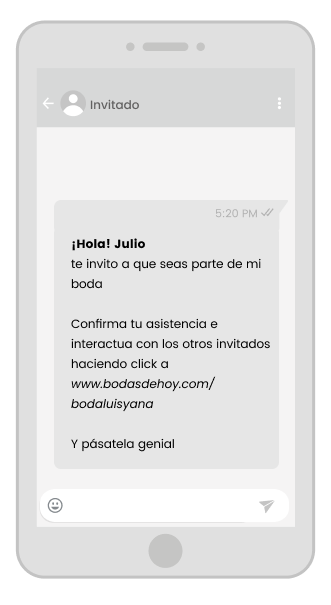 Invitado
5:20 PM
¡Hola! Julio
te invito a que seas parte de mi
boda
Confirma tu asistencia e
interactua con los otros invitados
haciendo click a
www.bodasdehoy.com/
bodaluisyana
Y pásatela genial